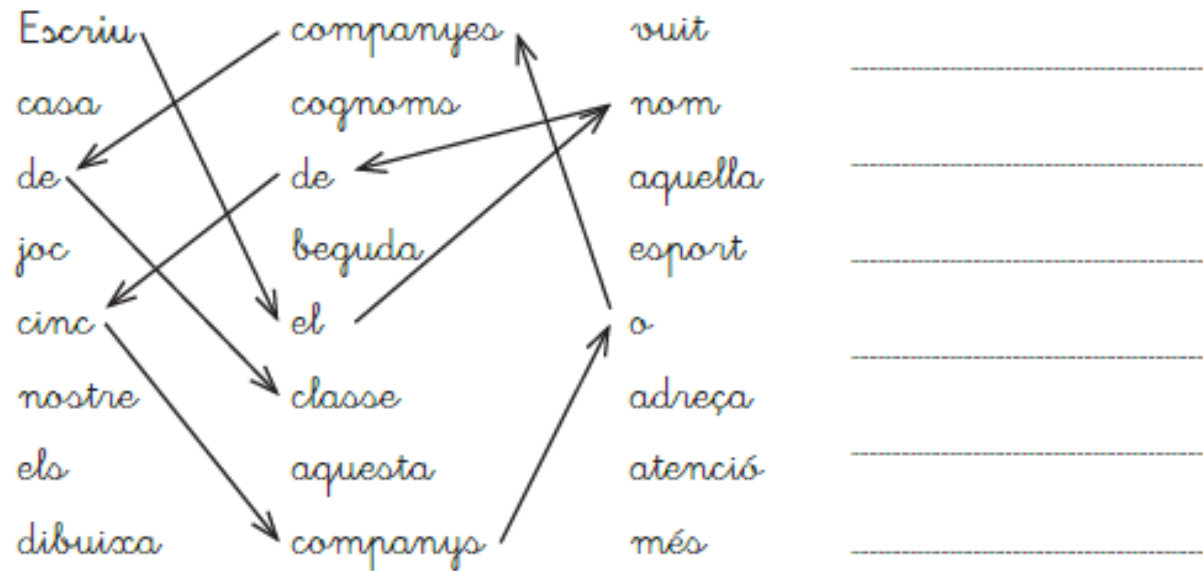 Escriu companyes vuit
casa cognoms nom
de de aquella
joc beguda esport
cinc el o
nostre classe adreça
els aquesta atenció
dibuixa companys més